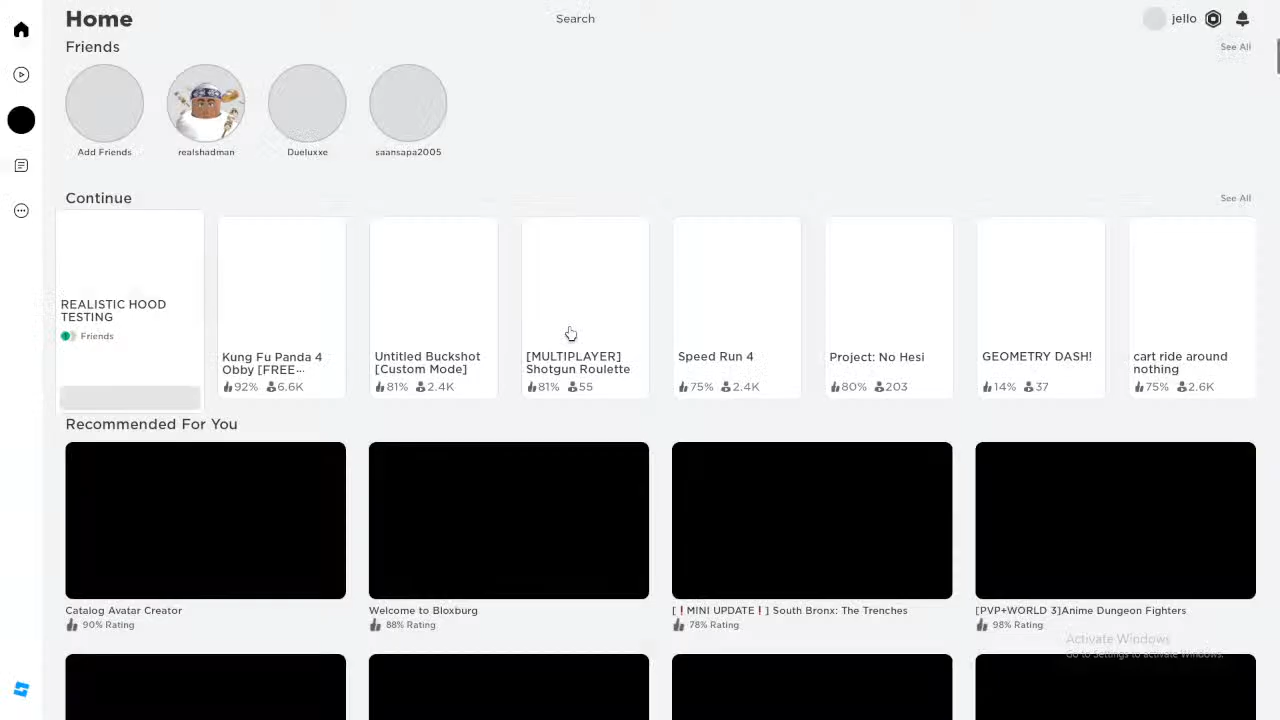 Home
Search
jello
Friends
See All
Add Friends
realshadman
Dueluxxe
saansapa2005
Continue
See All
REALISTIC HOOD
TESTING
Friends
Kung Fu Panda 4
Obby [FREE...
92% 6.6K
Untitled Buckshot
[Custom Mode]
81% 2.4K
[MULTIPLAYER]
Shotgun Roulette
81% 55
Speed Run 4
75% 2.4K
Project: No Hesi
80% 203
GEOMETRY DASH!
14% 37
cart ride around
nothing
75% 2.6K
Recommended For You
Catalog Avatar Creator
90% Rating
Welcome to Bloxburg
88% Rating
[❗MINI UPDATE❗] South Bronx: The Trenches
78% Rating
[PVP+WORLD 3]Anime Dungeon Fighters
98% Rating
Activate Windows
Go to Settings to activate Windows.